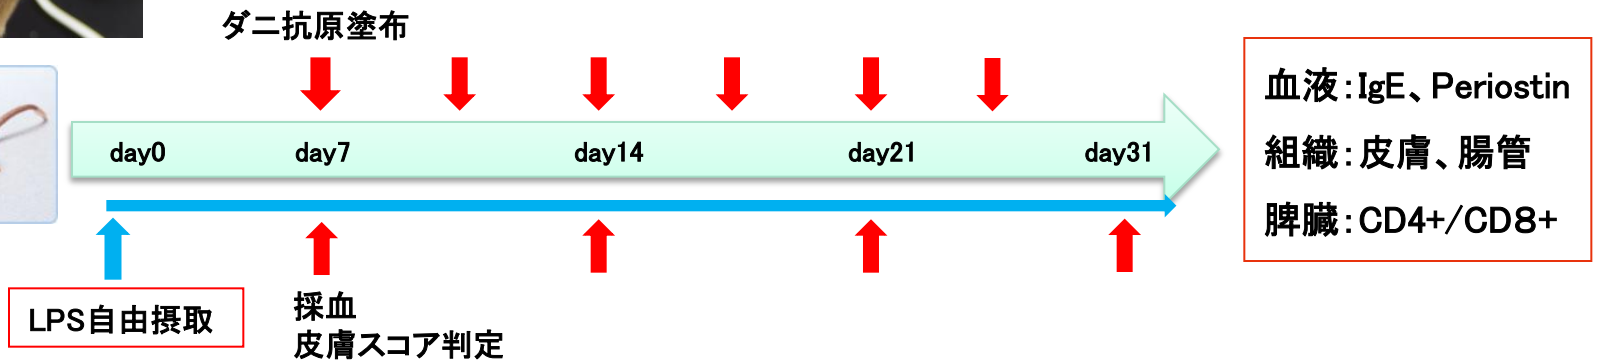 ダニ抗原塗布
day0
day7
day14
day21
day31
LPS自由摂取
採血
皮膚スコア判定
血液：IgE、Periostin
組織：皮膚、腸管
脾臓：CD4+/CD８+